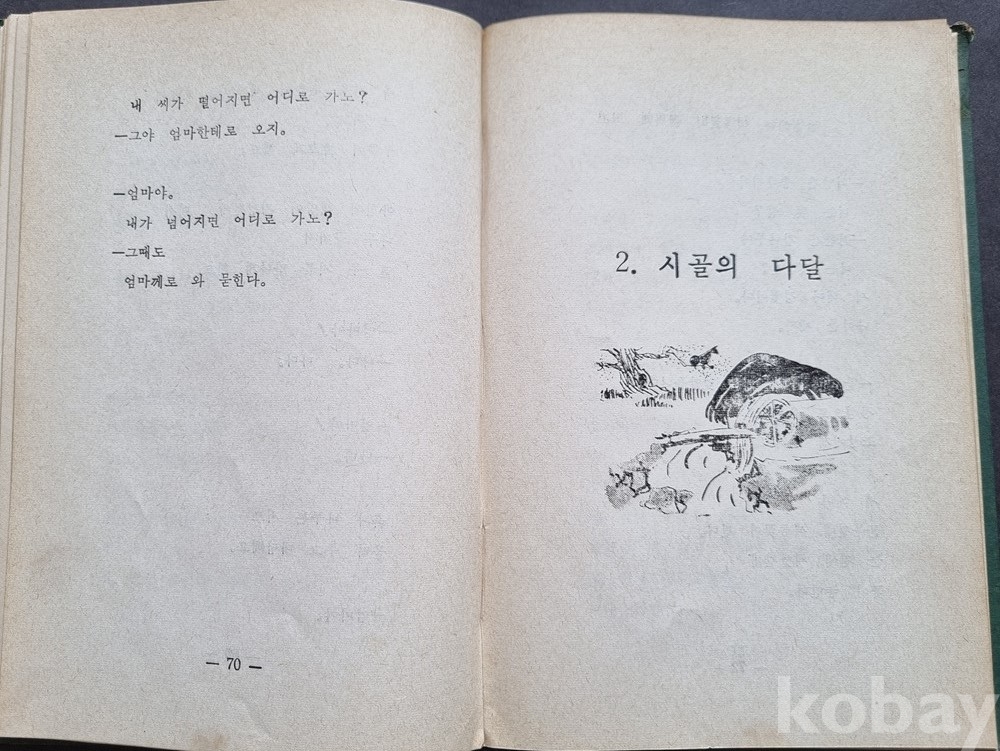 내 씨가 떨어지면 어디로 가노?
—그야 엄마한테로 오지。
—엄마야。
내가 넘어지면 어디로 가노?
—그때도
엄마께로 와 묻힌다。
— 70 —
2. 시골의 다달
kobay